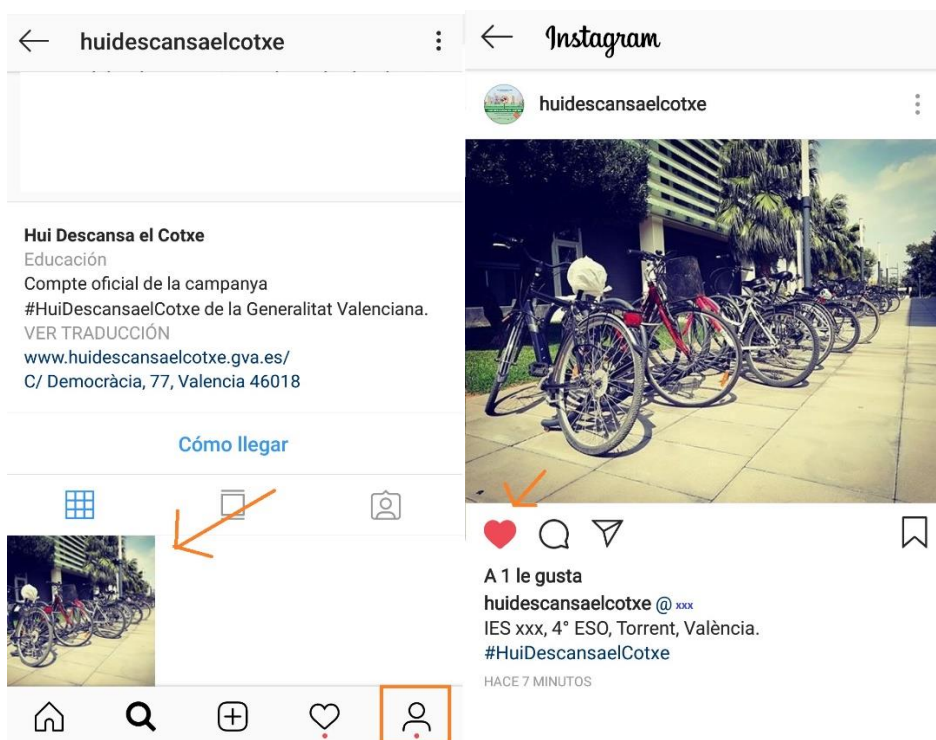 huidescansaelcotxe
Hui Descansa el Cotxe
Educación
Compte oficial de la campanya
#HuiDescansaelCotxe de la Generalitat Valenciana.
VER TRADUCCIÓN
www.huidescansaelcotxe.gva.es/
C/ Democràcia, 77, Valencia 46018
Cómo llegar
Instagram
huidescansaelcotxe
A 1 le gusta
huidescansaelcotxe @ xxx
IES xxx, 4° ESO, Torrent, València.
#HuiDescansaelCotxe
HACE 7 MINUTOS